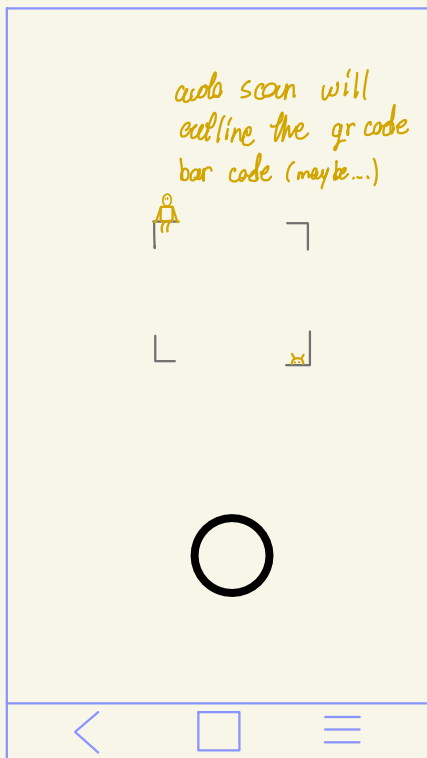 auto scan will
outline the qr code
bar code (maybe...)